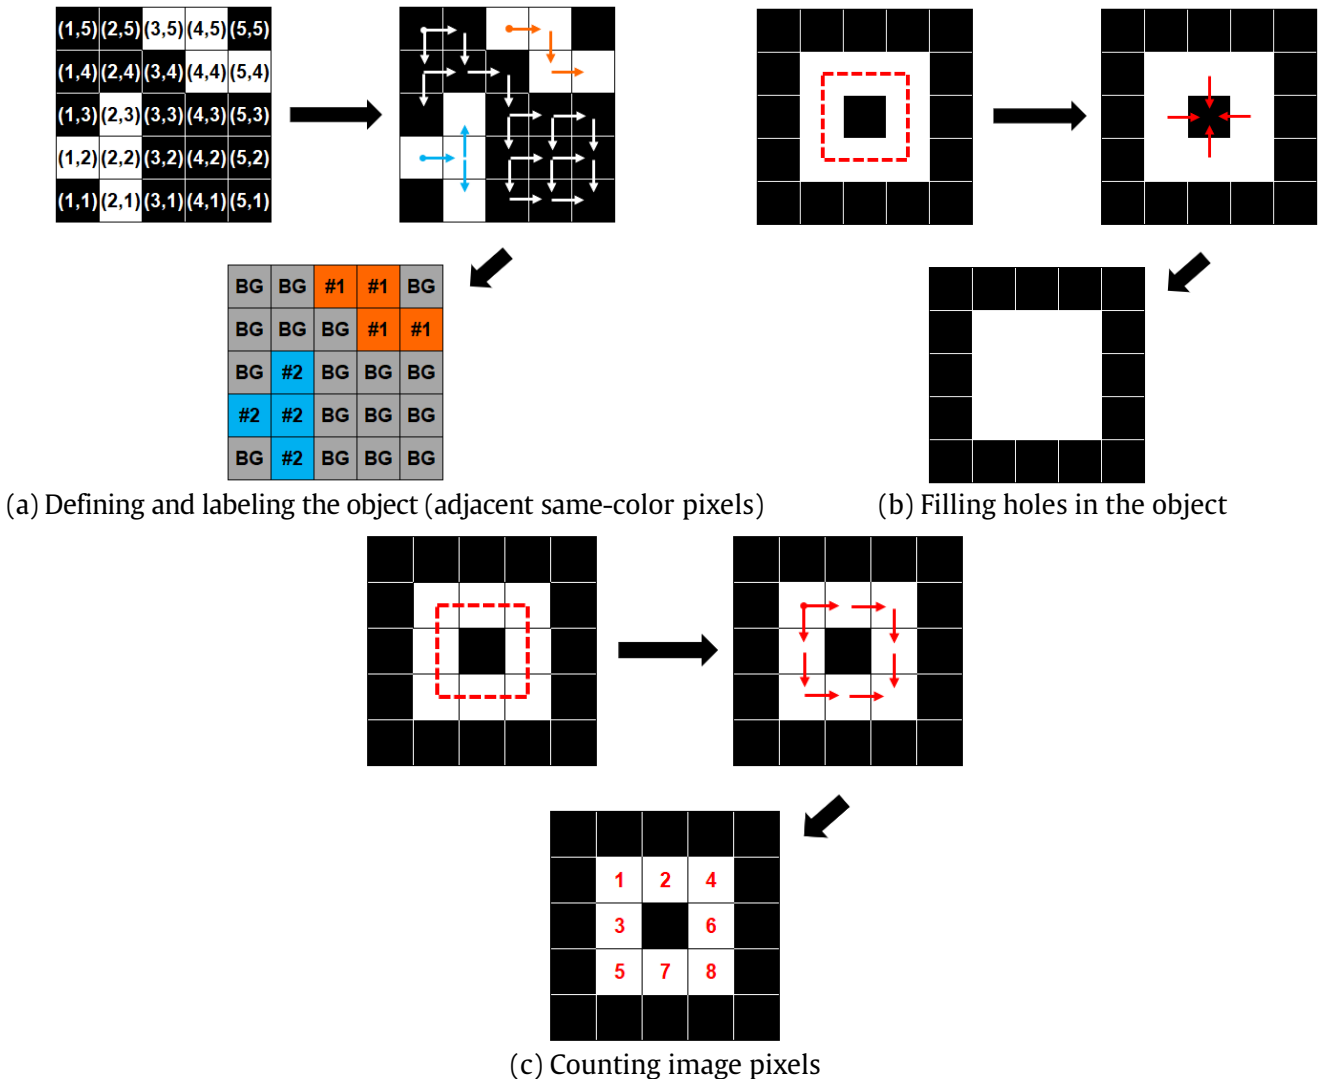 (1,5) (2,5) (3,5) (4,5) (5,5)
(1,4) (2,4) (3,4) (4,4) (5,4)
(1,3) (2,3) (3,3) (4,3) (5,3)
(1,2) (2,2) (3,2) (4,2) (5,2)
(1,1) (2,1) (3,1) (4,1) (5,1)
BG BG #1 #1 BG
BG BG BG #1 #1
BG #2 BG BG BG
#2 #2 BG BG BG
BG #2 BG BG BG
(a) Defining and labeling the object (adjacent same-color pixels)
(b) Filling holes in the object
1 2 4
3 6
5 7 8
(c) Counting image pixels